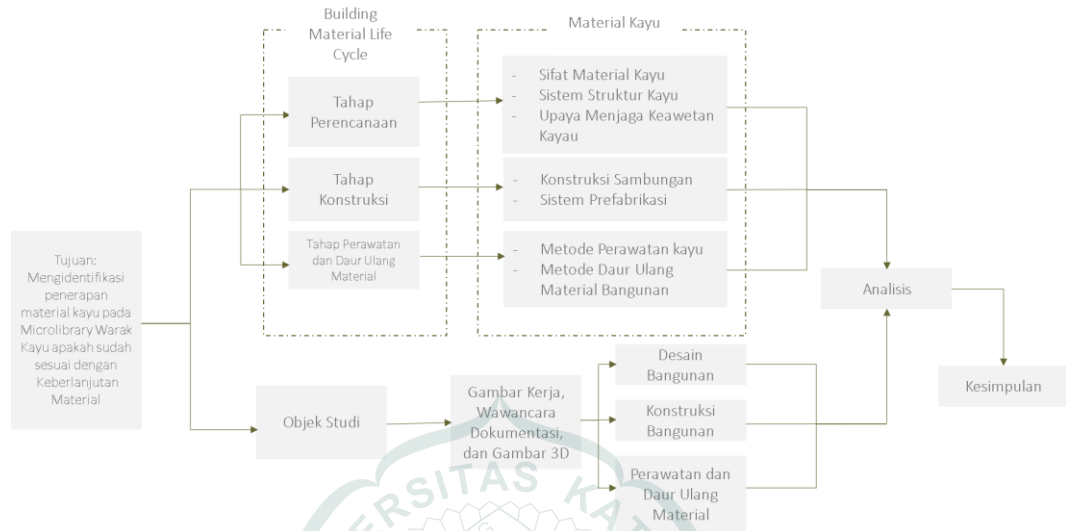 Building
Material Life
Cycle
Material Kayu
Tahap
Perencanaan
- Sifat Material Kayu
- Sistem Struktur Kayu
- Upaya Menjaga Keawetan
Kayau
Tahap
Konstruksi
- Konstruksi Sambungan
- Sistem Prefabrikasi
Tahap Perawatan
dan Daur Ulang
Material
- Metode Perawatan kayu
- Metode Daur Ulang
Material Bangunan
Tujuan:
Mengidentifikasi
penerapan
material kayu pada
Microlibrary Warak
Kayu apakah sudah
sesuai dengan
Keberlanjutan
Material
Analisis
Kesimpulan
Objek Studi
Gambar Kerja,
Wawancara
Dokumentasi,
dan Gambar 3D
Desain
Bangunan
Konstruksi
Bangunan
Perawatan dan
Daur Ulang
Material